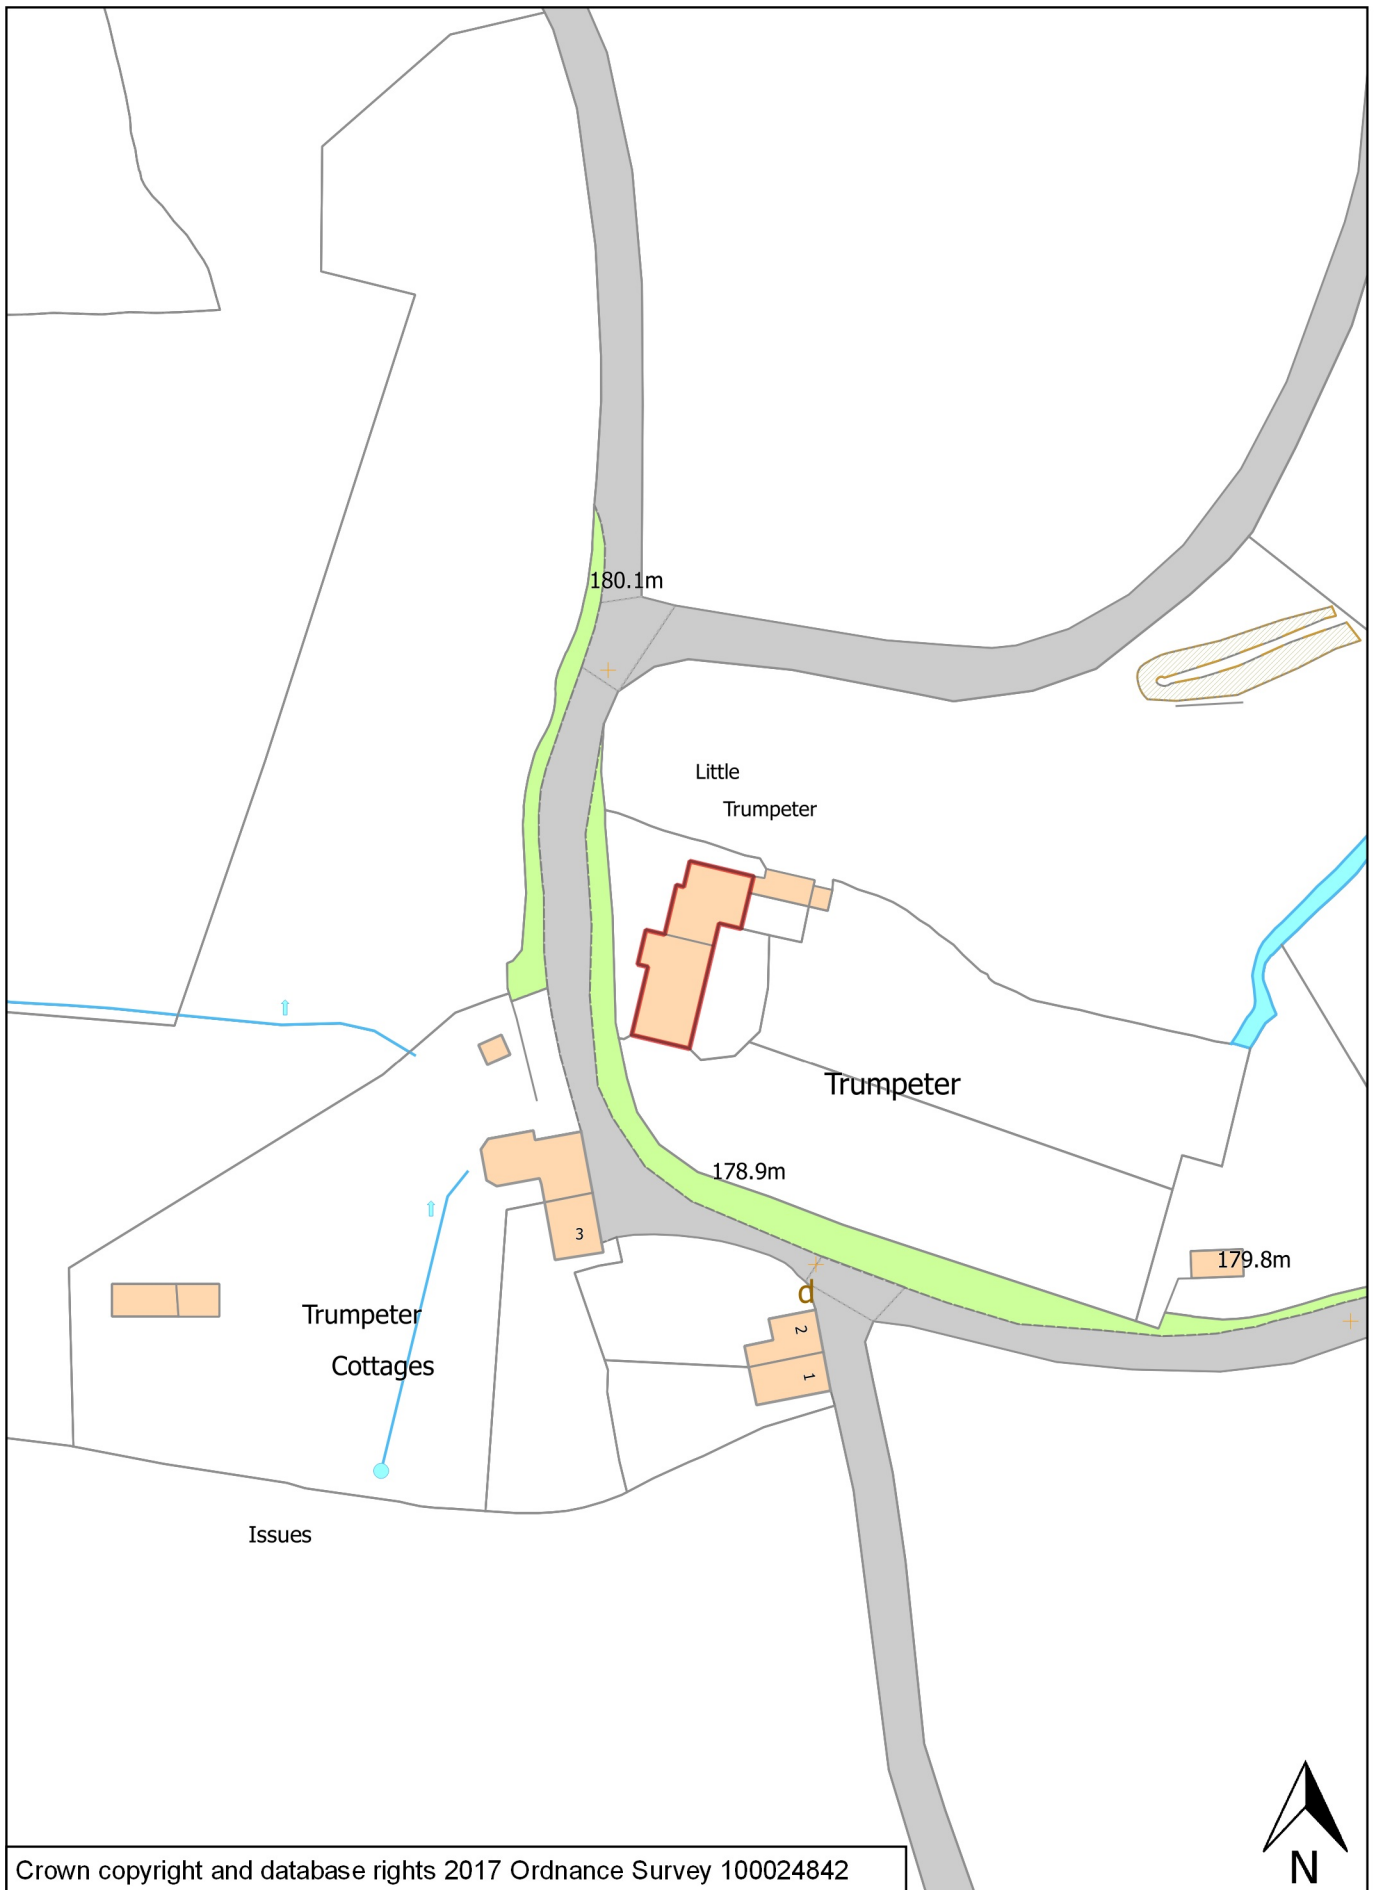 180.1m
Little
Trumpeter
Trumpeter
178.9m
3
179.8m
d
Trumpeter
2
Cottages
1
Issues
N
Crown copyright and database rights 2017 Ordnance Survey 100024842